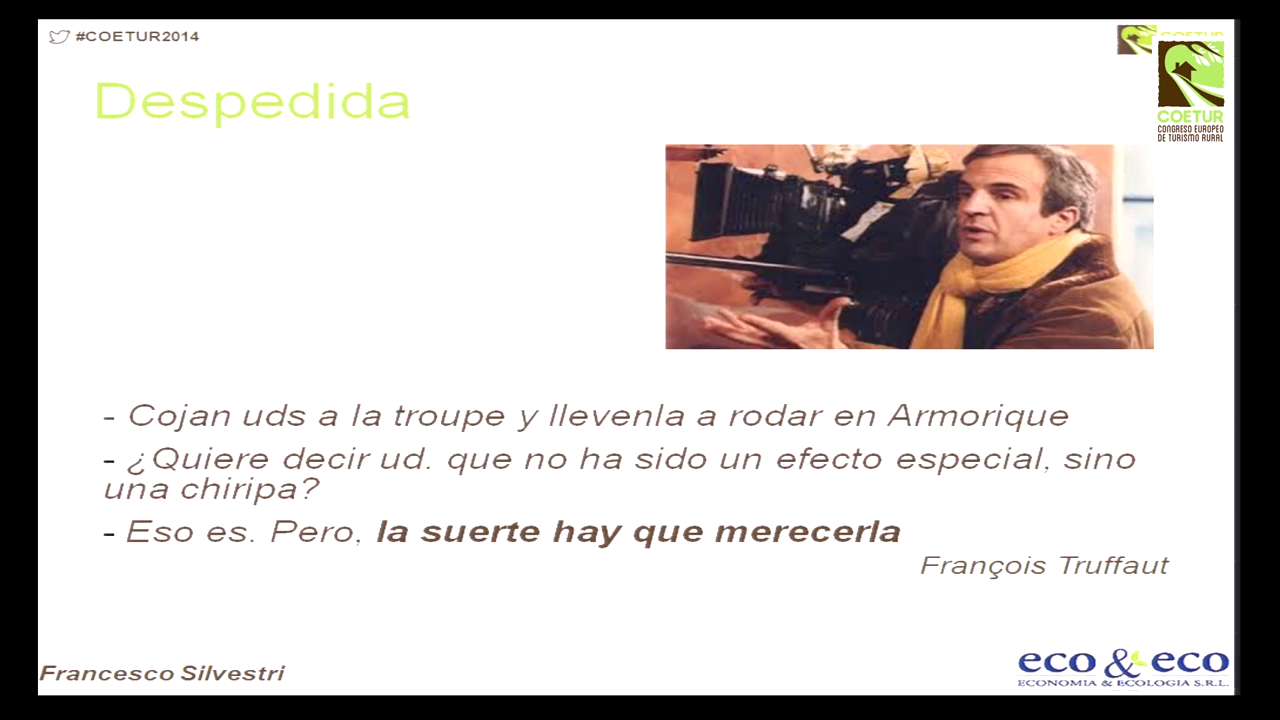 #COETUR2014
COETUR
COETUR
CONGRESO EUROPEO
DE TURISMO RURAL
Despedida
- Cojan uds a la troupe y llevenla a rodar en Armorique
- ¿Quiere decir ud. que no ha sido un efecto especial, sino
una chiripa?
- Eso es. Pero, la suerte hay que merecerla
François Truffaut
Francesco Silvestri
eco & eco
ECONOMIA & ECOLOGIA S.R.L.